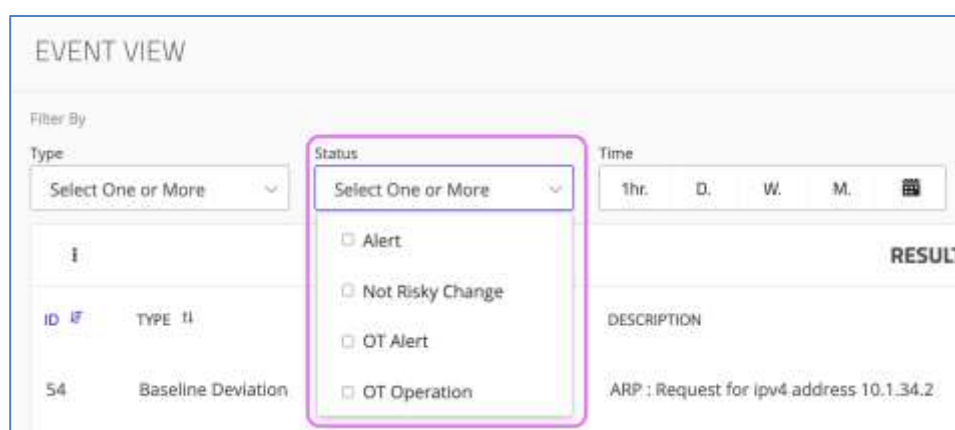 EVENT VIEW
Filter By
Type Status Time
Select One or More Select One or More 1hr. D. W. M.
Alert
RESULT
Not Risky Change
ID TYPE DESCRIPTION
OT Alert
54 Baseline Deviation OT Operation ARP : Request for ipv4 address 10.1.34.2